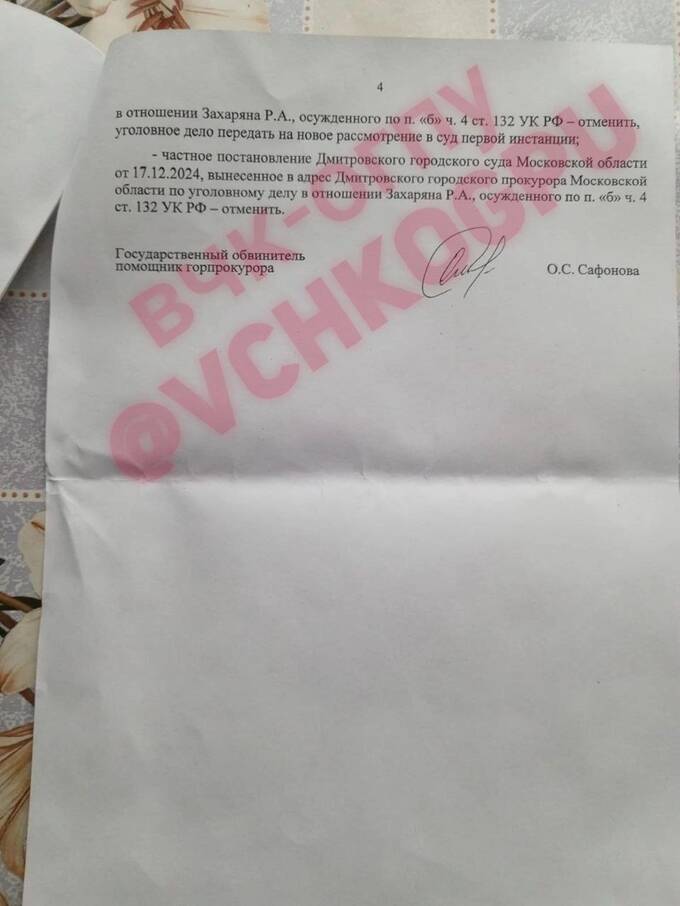 4
в отношении Захаряна Р.А., осужденного по п. «б» ч. 4 ст. 132 УК РФ – отменить,
уголовное дело передать на новое рассмотрение в суд первой инстанции;
- частное постановление Дмитровского городского суда Московской области
от 17.12.2024, вынесенное в адрес Дмитровского городского прокурора Московской
области по уголовному делу в отношении Захаряна Р.А., осужденного по п. «б» ч. 4
ст. 132 УК РФ – отменить.
Государственный обвинитель
помощник горпрокурора
О.С. Сафонова
ВЧК-ОГПУ
@VCHKOGPU